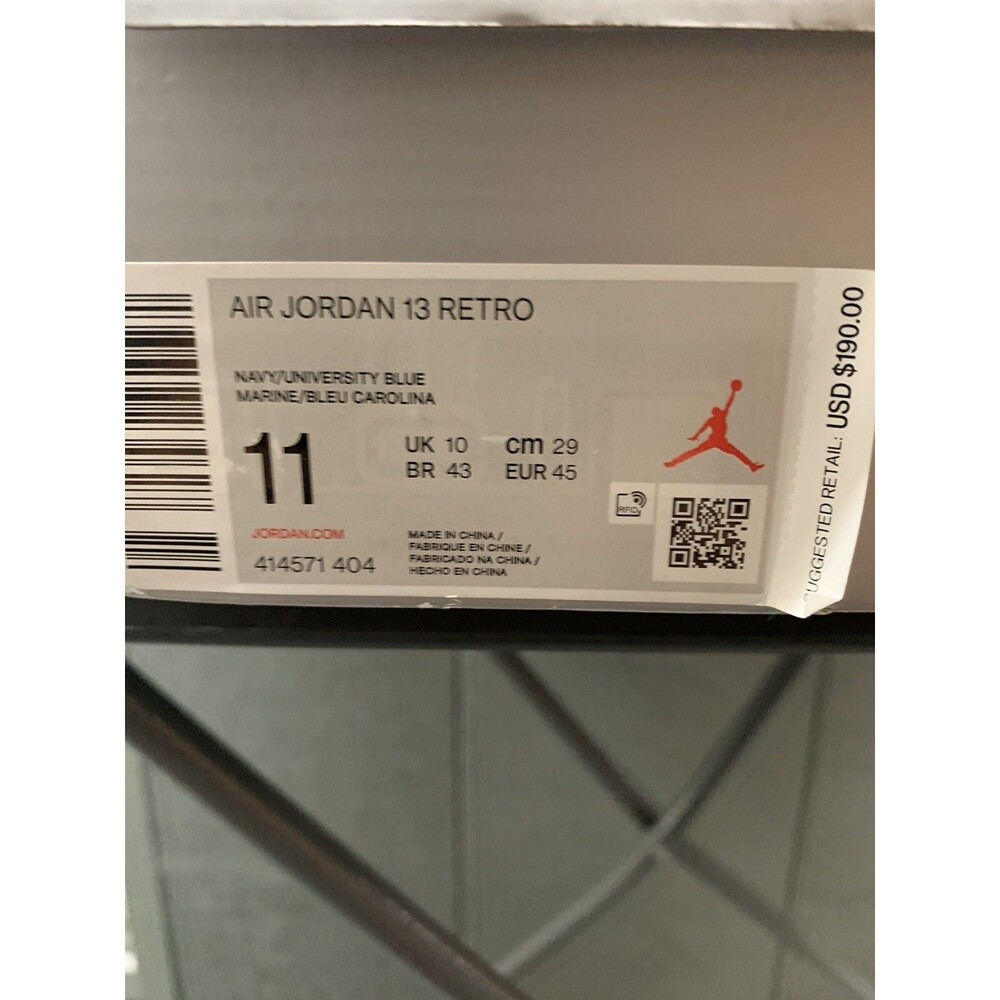 AIR JORDAN 13 RETRO
NAVY/UNIVERSITY BLUE
MARINE/BLEU CAROLINA
11
UK 10 cm 29
BR 43 EUR 45
JORDAN.COM
414571 404
MADE IN CHINA /
FABRIQUE EN CHINE /
FABRICADO NA CHINA /
HECHO EN CHINA
RFID
SUGGESTED RETAIL: USD $190.00